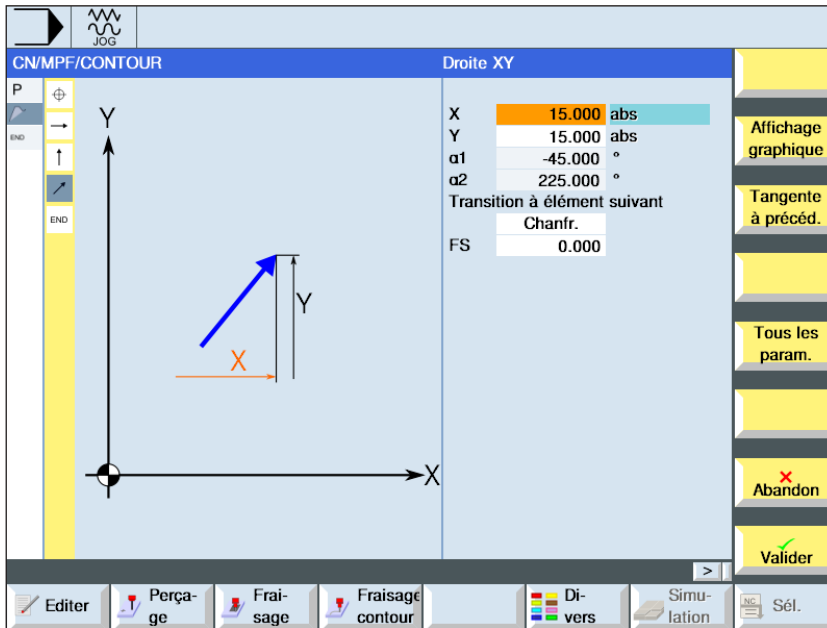 JOG
CN/MPF/CONTOUR
Droite XY
P
END
END
Y
X
Y
X
X 15.000 abs
Y 15.000 abs
α1 -45.000 °
α2 225.000 °
Transition à élément suivant
Chanfr.
FS 0.000
Affichage
graphique
Tangente
à précéd.
Tous les
param.
Abandon
Valider
>
Editer
Perça-
ge
Frai-
sage
Fraisage
contour
Di-
vers
Simu-
lation
NC
Sél.